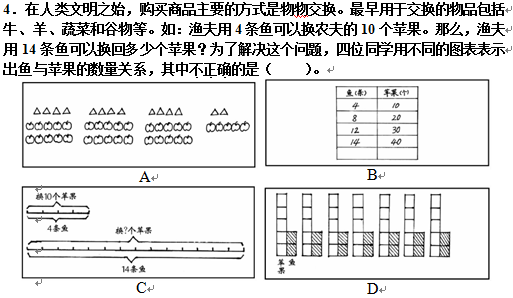 4．在人类文明之始，购买商品主要的方式是物物交换。最早用于交换的物品包括
牛、羊、蔬菜和谷物等。如：渔夫用 4 条鱼可以换农夫的 10 个苹果。那么，渔夫
用 14 条鱼可以换回多少个苹果？为了解决这个问题，四位同学用不同的图表表示
出鱼与苹果的数量关系，其中不正确的是（　　）。
A
鱼(条) 苹果(个)
4 10
8 20
12 30
14 40
B
换10个苹果
4条鱼
换?个苹果
14条鱼
C
苹 鱼
果
D